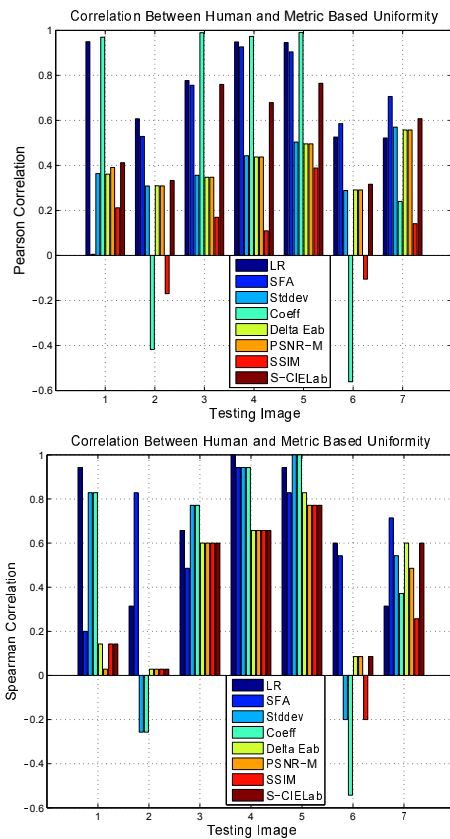 Correlation Between Human and Metric Based Uniformity
Pearson Correlation
1
0.8
0.6
0.4
0.2
0
−0.2
−0.4
−0.6
LR
SFA
Stddev
Coeff
Delta Eab
PSNR−M
SSIM
S−CIELab
1 2 3 4 5 6 7
Testing Image
Correlation Between Human and Metric Based Uniformity
Spearman Correlation
1
0.8
0.6
0.4
0.2
0
−0.2
−0.4
−0.6
LR
SFA
Stddev
Coeff
Delta Eab
PSNR−M
SSIM
S−CIELab
1 2 3 4 5 6 7
Testing Image